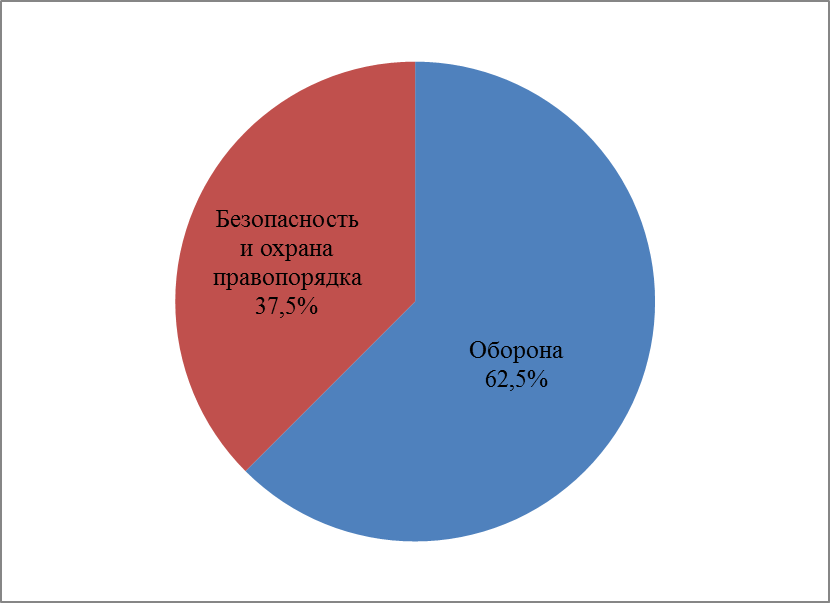 Безопасность
и охрана
правопорядка
37,5%
Оборона
62,5%